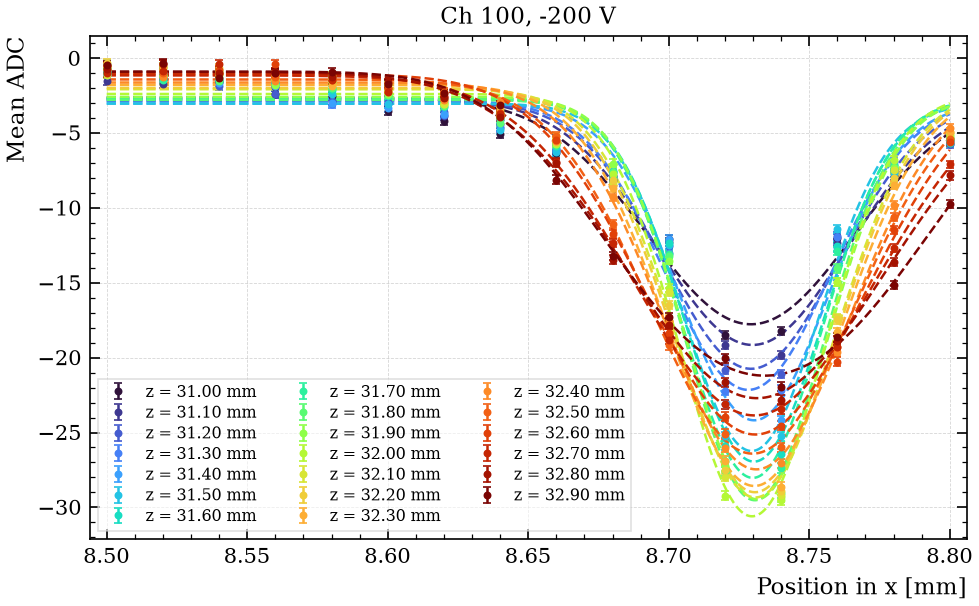 Ch 100, -200 V
Mean ADC
0
−5
−10
−15
−20
−25
−30
z = 31.00 mm
z = 31.10 mm
z = 31.20 mm
z = 31.30 mm
z = 31.40 mm
z = 31.50 mm
z = 31.60 mm
z = 31.70 mm
z = 31.80 mm
z = 31.90 mm
z = 32.00 mm
z = 32.10 mm
z = 32.20 mm
z = 32.30 mm
z = 32.40 mm
z = 32.50 mm
z = 32.60 mm
z = 32.70 mm
z = 32.80 mm
z = 32.90 mm
8.50 8.55 8.60 8.65 8.70 8.75 8.80
Position in x [mm]